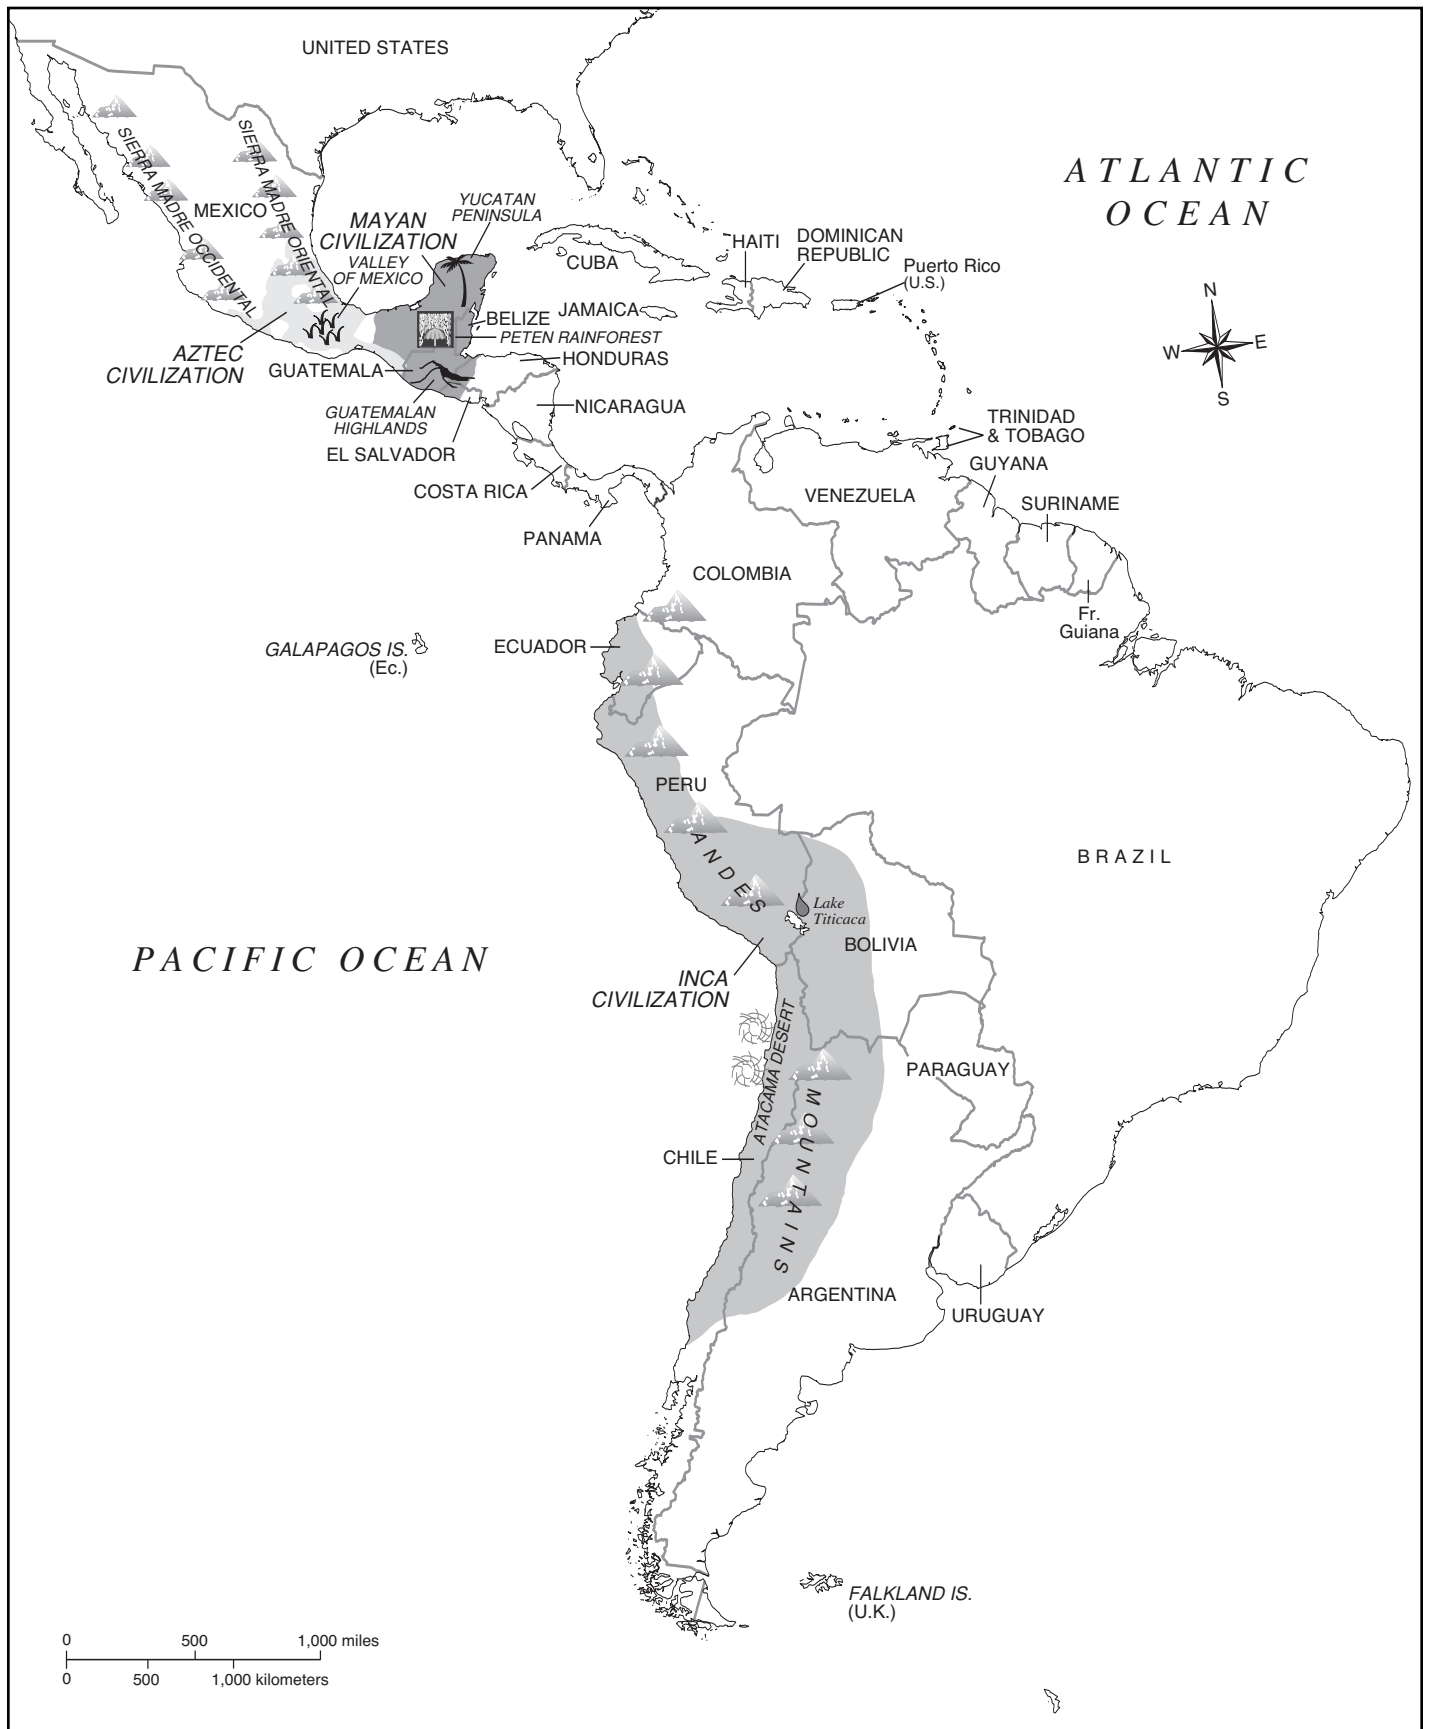 UNITED STATES
ATLANTIC
OCEAN
SIERRA MADRE OCCIDENTAL
SIERRA MADRE ORIENTAL
MEXICO
YUCATAN
PENINSULA
MAYAN
CIVILIZATION
VALLEY
OF MEXICO
CUBA
HAITI
DOMINICAN
REPUBLIC
Puerto Rico
(U.S.)
JAMAICA
BELIZE
PETEN RAINFOREST
HONDURAS
AZTEC
CIVILIZATION
GUATEMALA
GUATEMALAN
HIGHLANDS
NICARAGUA
EL SALVADOR
COSTA RICA
PANAMA
N
W
E
S
TRINIDAD
& TOBAGO
GUYANA
VENEZUELA
SURINAME
COLOMBIA
Fr.
Guiana
GALAPAGOS IS.
(Ec.)
ECUADOR
PERU
BRAZIL
ANDES
Lake
Titicaca
BOLIVIA
PACIFIC OCEAN
INCA
CIVILIZATION
ATACAMA DESERT
PARAGUAY
MOUNTAINS
CHILE
ARGENTINA
URUGUAY
FALKLAND IS.
(U.K.)
0 500 1,000 miles
0 500 1,000 kilometers